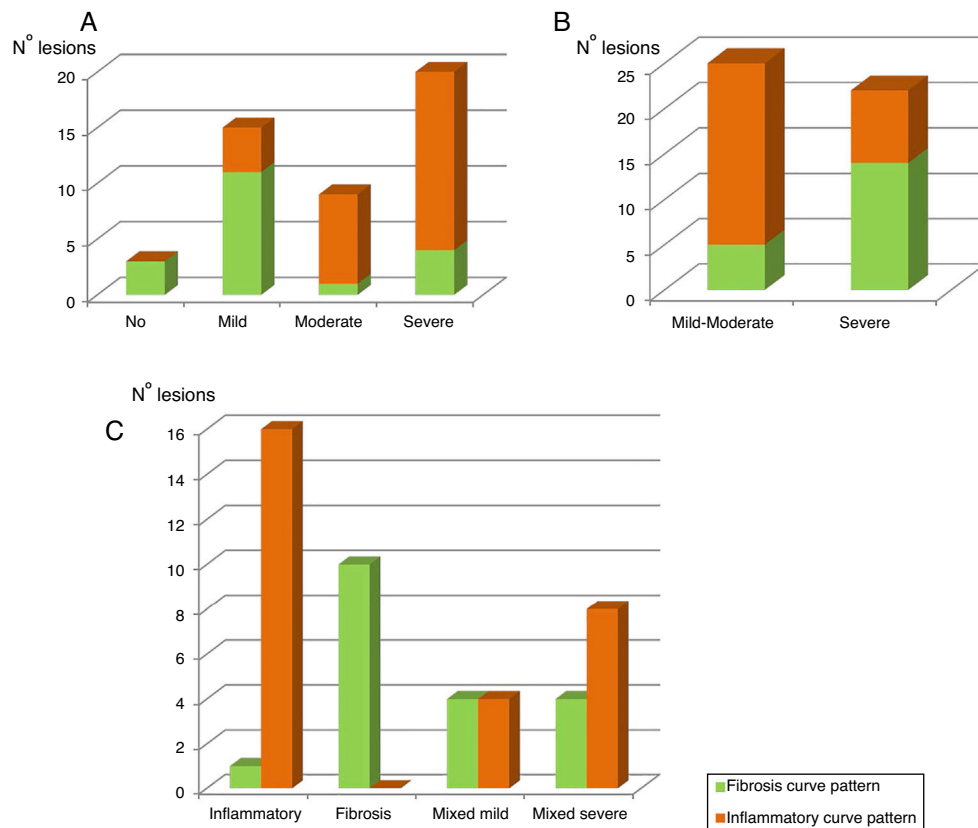 A
N° lesions
20
15
10
5
0
No Mild Moderate Severe
B
N° lesions
25
20
15
10
5
0
Mild-Moderate Severe
N° lesions
C
16
14
12
10
8
6
4
2
0
Inflammatory Fibrosis Mixed mild Mixed severe
Fibrosis curve pattern
Inflammatory curve pattern